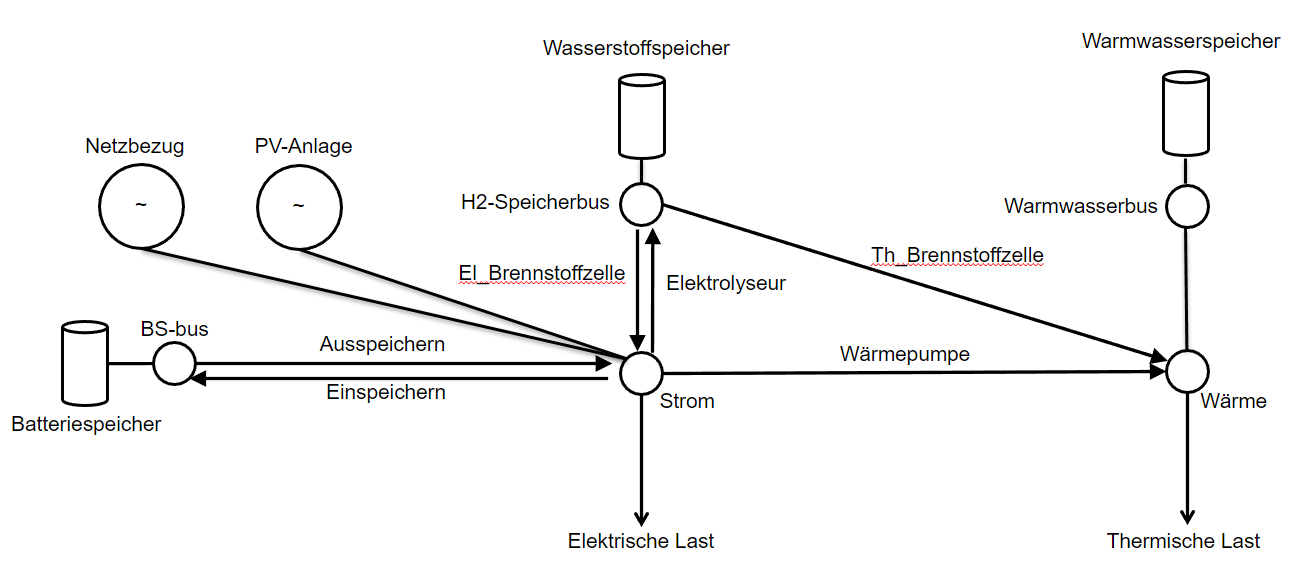 Wasserstoffspeicher
Warmwasserspeicher
Netzbezug
PV-Anlage
~
~
H2-Speicherbus
Warmwasserbus
Th_Brennstoffzelle
El_Brennstoffzelle
Elektrolyseur
BS-bus
Ausspeichern
Wärmepumpe
Einspeichern
Strom
Wärme
Batteriespeicher
Elektrische Last
Thermische Last